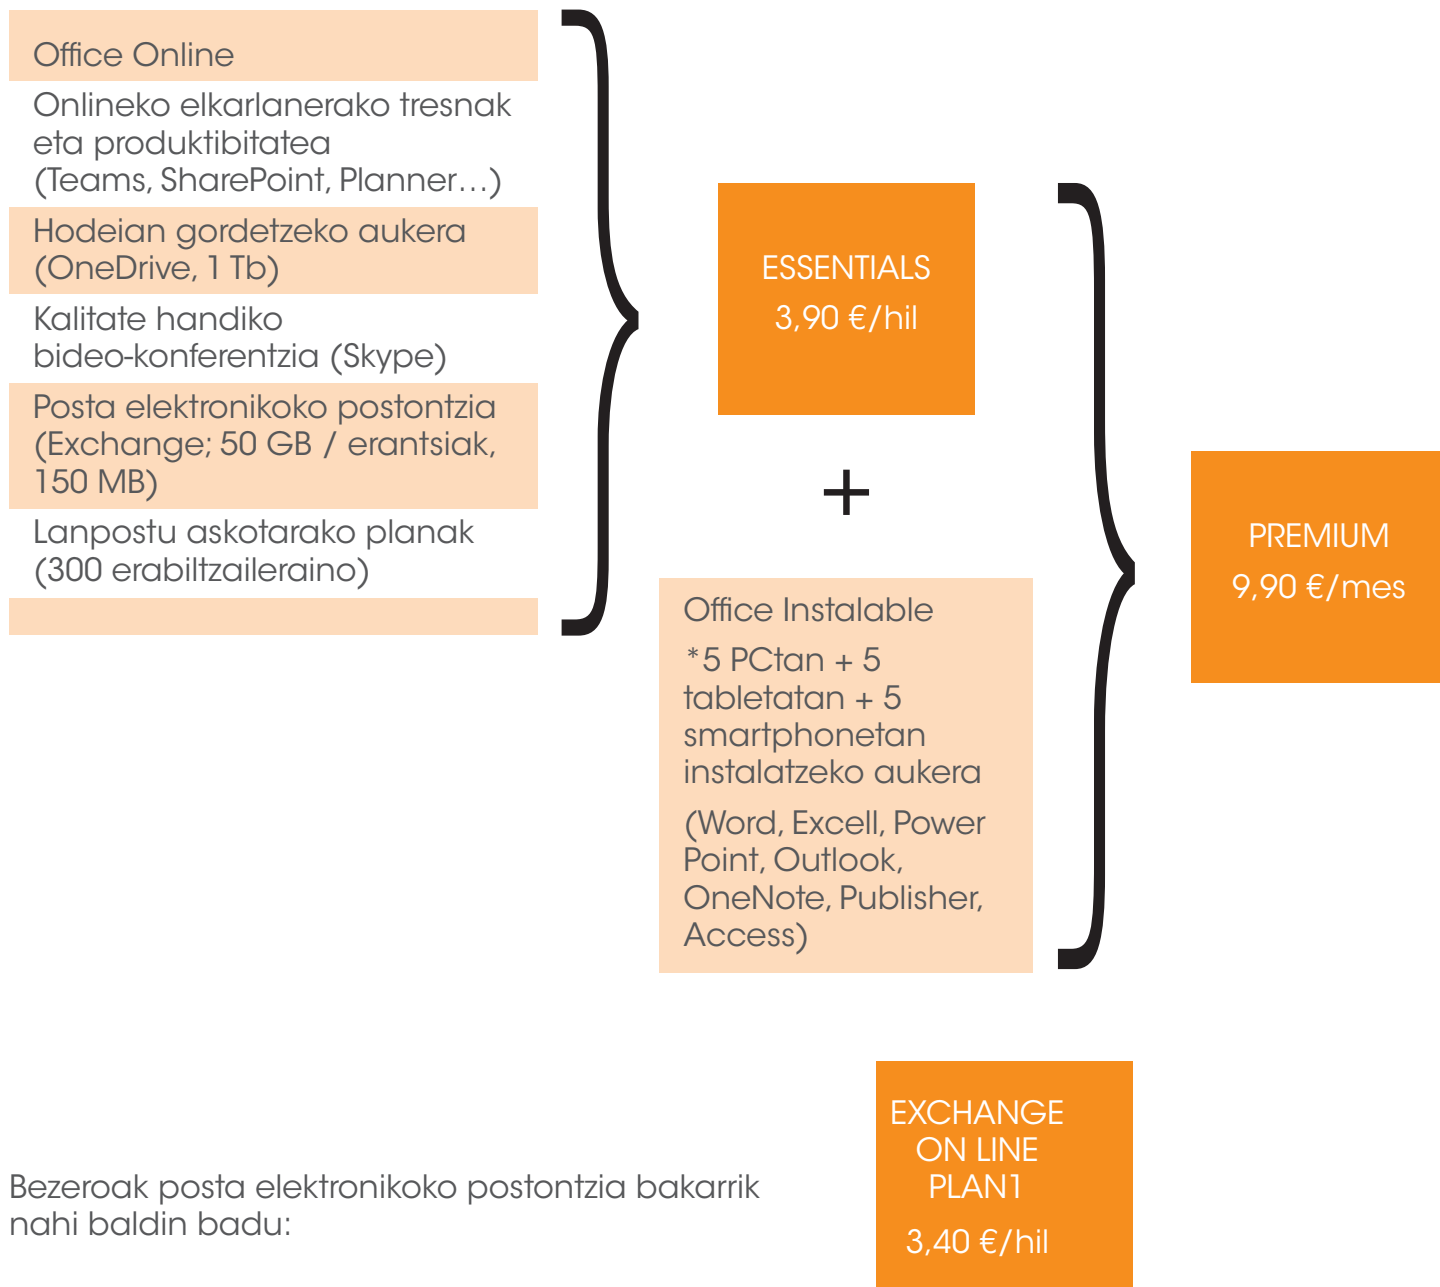 Office Online
Onlineko elkarlanerako tresnak
eta produktibitatea
(Teams, SharePoint, Planner…)
Hodeian gordetzeko aukera
(OneDrive, 1 Tb)
Kalitate handiko
bideo-konferentzia (Skype)
Posta elektronikoko postontzia
(Exchange; 50 GB / erantsiak,
150 MB)
Lanpostu askotarako planak
(300 erabiltzaileraino)
ESSENTIALS
3,90 €/hil
+
Office Instalable
*5 PCtan + 5
tabletatan + 5
smartphonetan
instalatzeko aukera
(Word, Excell, Power
Point, Outlook,
OneNote, Publisher,
Access)
PREMIUM
9,90 €/mes
Bezeroak posta elektronikoko postontzia bakarrik
nahi baldin badu:
EXCHANGE
ON LINE
PLAN1
3,40 €/hil